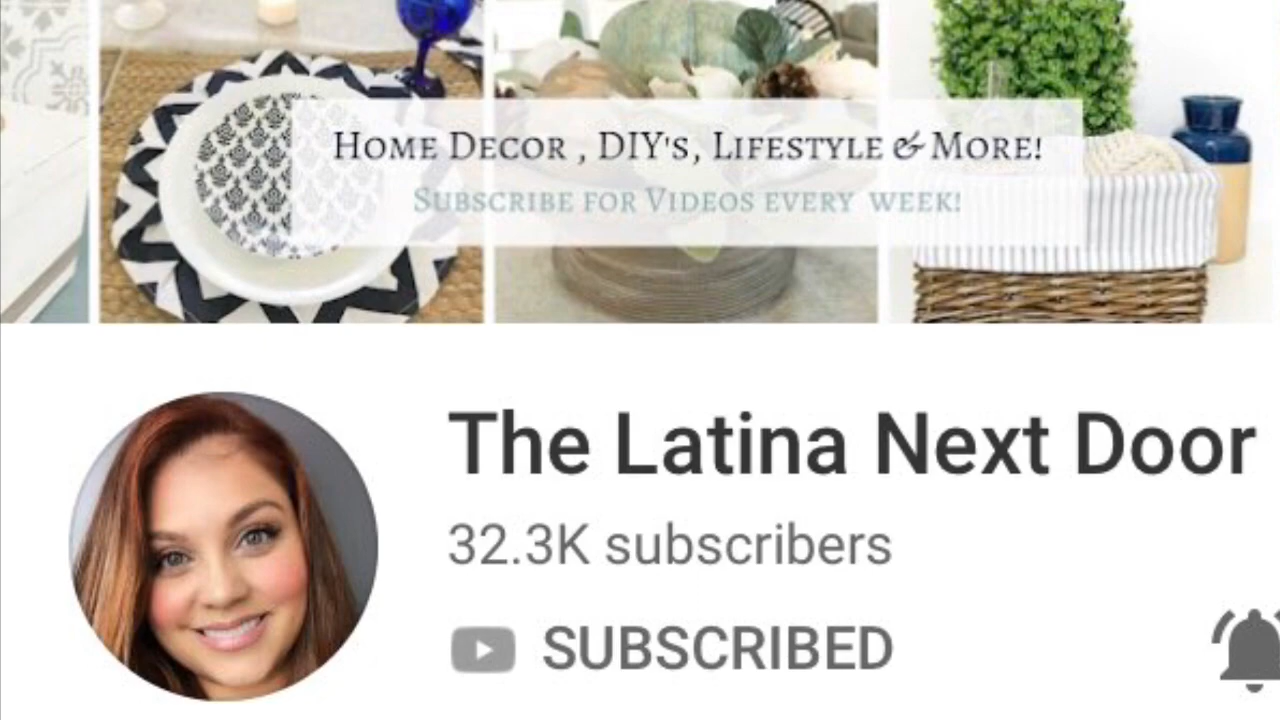 Home Decor , DIY's, Lifestyle & More!
Subscribe for Videos every week!
The Latina Next Door
32.3K subscribers
SUBSCRIBED